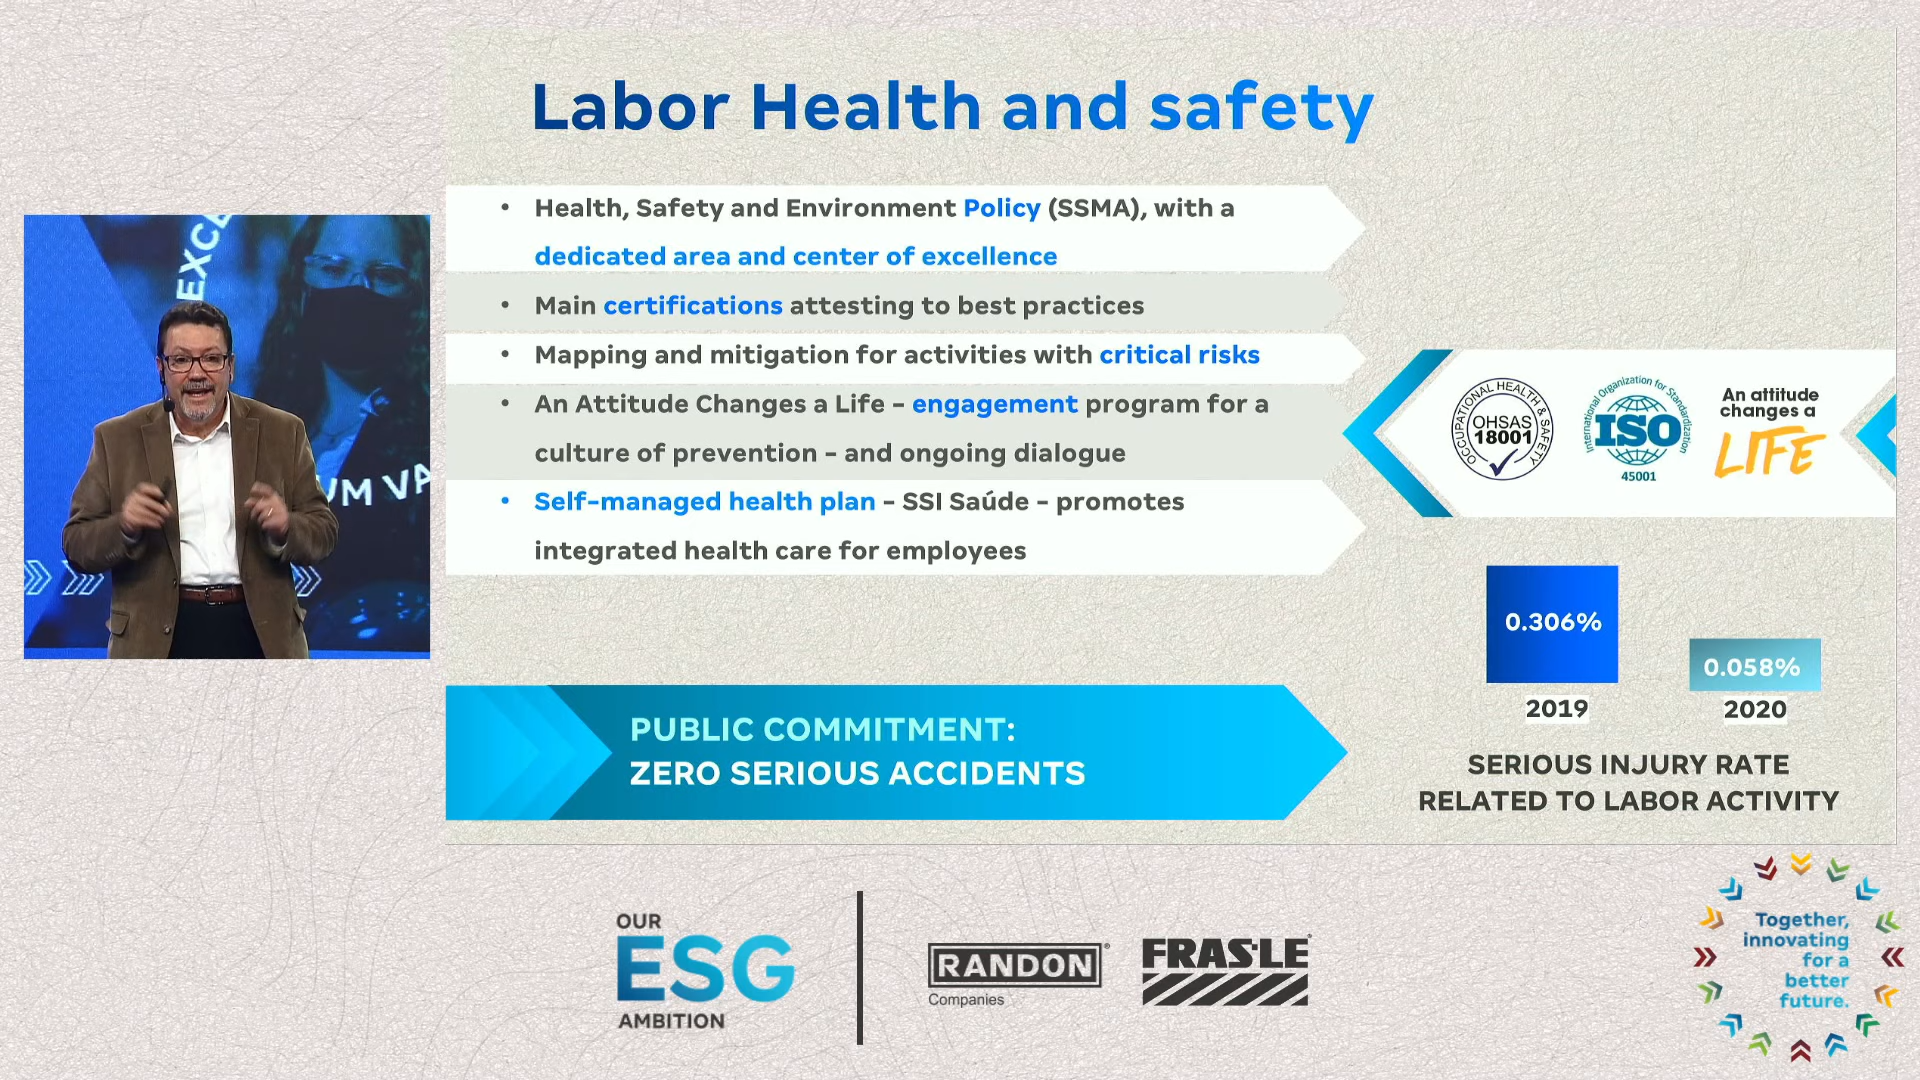 Labor Health and safety
• Health, Safety and Environment Policy (SSMA), with a
dedicated area and center of excellence
• Main certifications attesting to best practices
• Mapping and mitigation for activities with critical risks
• An Attitude Changes a Life – engagement program for a
culture of prevention – and ongoing dialogue
• Self-managed health plan – SSI Saúde – promotes
integrated health care for employees
EXCE
UM VA
OCCUPATIONAL HEALTH & SAFETY
OHSAS
18001
International Organization for Standardization
ISO
45001
An attitude
changes a
LIFE
0.306%
0.058%
2019
2020
SERIOUS INJURY RATE
RELATED TO LABOR ACTIVITY
PUBLIC COMMITMENT:
ZERO SERIOUS ACCIDENTS
OUR
ESG
AMBITION
RANDON®
Companies
FRAS-LE
Together,
innovating
for a
better
future.